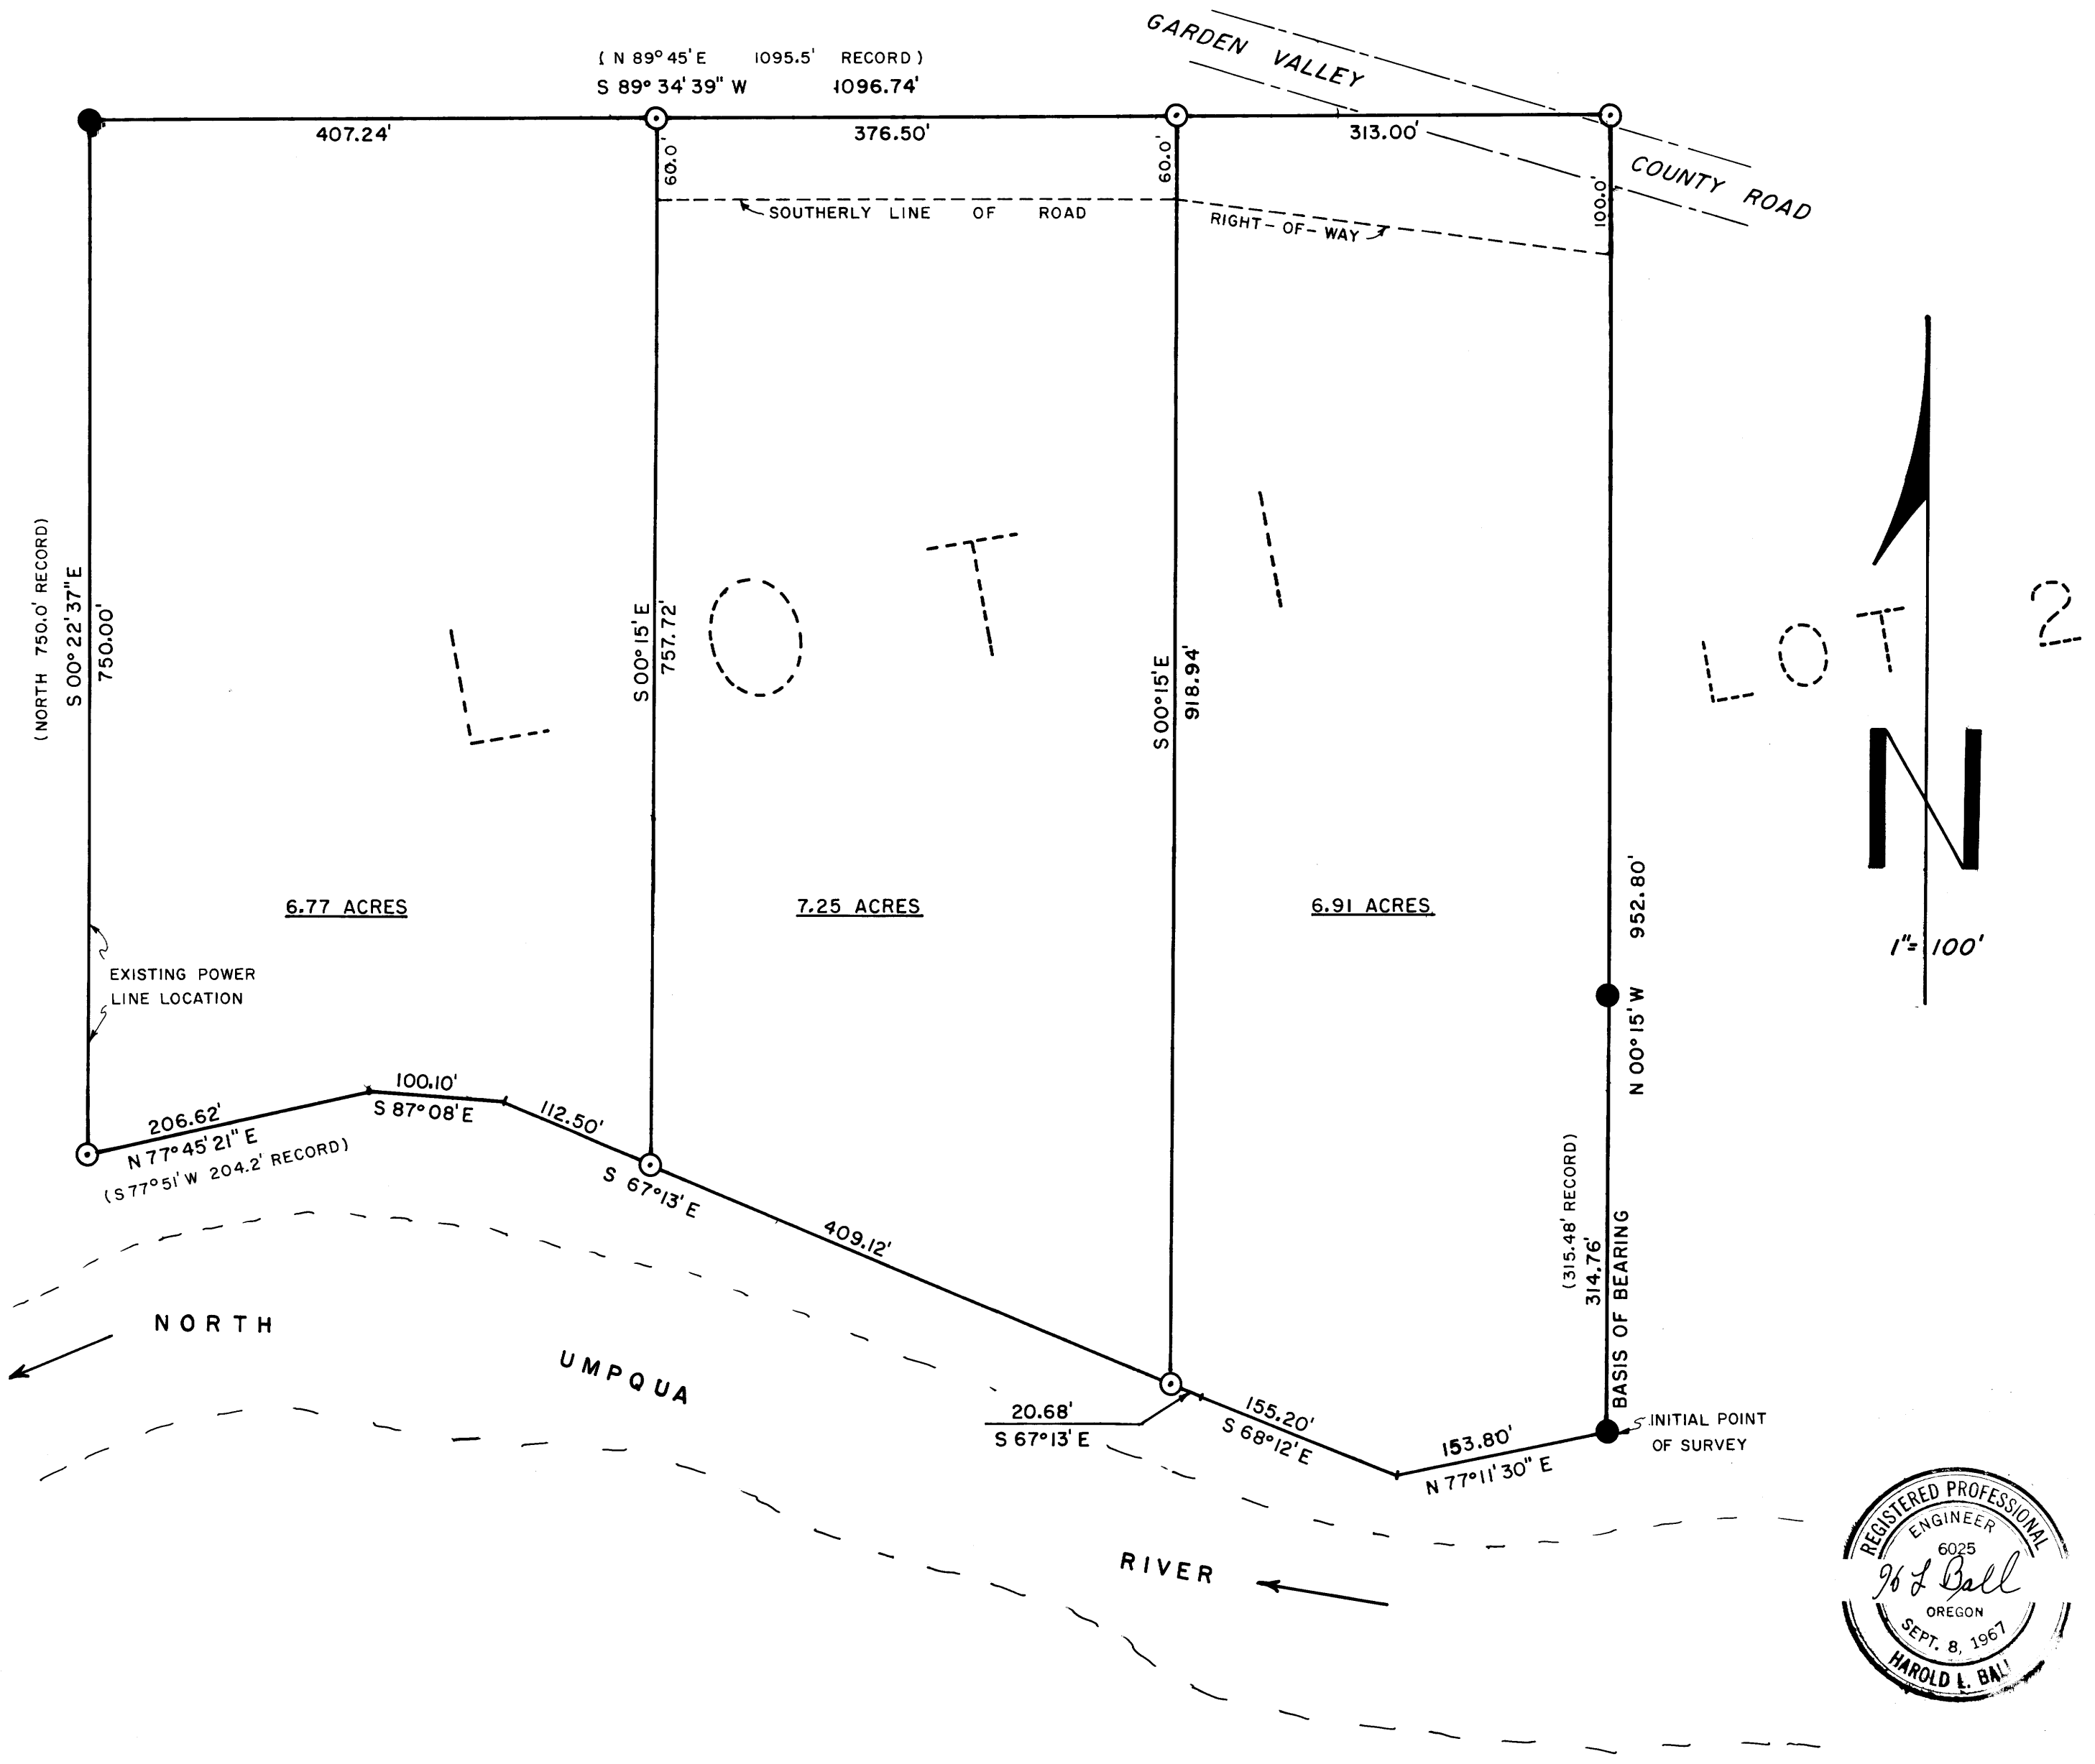 GARDEN VALLEY
COUNTY ROAD
( N 89° 45' E 1095.5' RECORD )
S 89° 34' 39" W 1096.74'
407.24'
376.50'
313.00'
60.0'
60.0'
100.0'
SOUTHERLY LINE OF ROAD
RIGHT-OF-WAY
(NORTH 750.0' RECORD)
S 00° 22' 37" E
750.00'
S 00° 15' E
757.72'
S 00° 15' E
918.94'
LOT 1
LOT 2
N
1"= 100'
6.77 ACRES
7.25 ACRES
6.91 ACRES
952.80'
N 00° 15' W
EXISTING POWER
LINE LOCATION
206.62'
N 77° 45' 21" E
(S 77° 51' W 204.2' RECORD)
100.10'
S 87° 08' E
112.50'
S 67° 13' E
409.12'
20.68'
S 67° 13' E
155.20'
S 68° 12' E
153.80'
N 77° 11' 30" E
(315.48' RECORD)
314.76'
BASIS OF BEARING
INITIAL POINT
OF SURVEY
NORTH
UMPQUA
RIVER
REGISTERED PROFESSIONAL
ENGINEER
6025
OREGON
SEPT. 8, 1967
HAROLD L. BALL